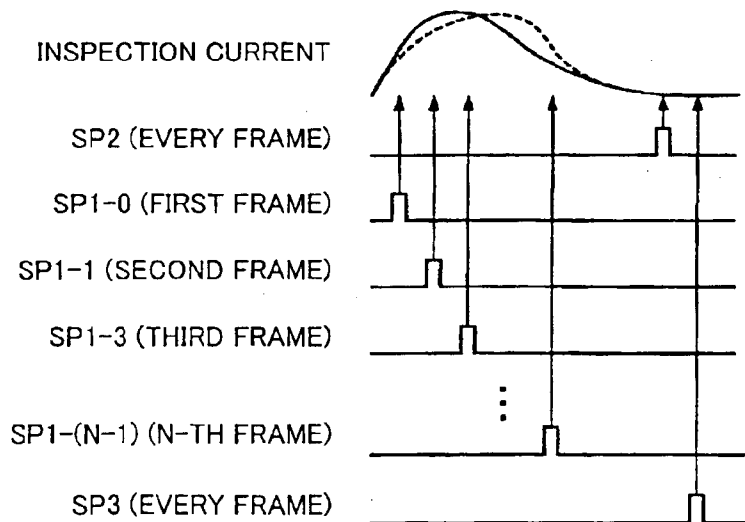 INSPECTION CURRENT
SP2 (EVERY FRAME)
SP1-0 (FIRST FRAME)
SP1-1 (SECOND FRAME)
SP1-3 (THIRD FRAME)
SP1-(N-1) (N-TH FRAME)
SP3 (EVERY FRAME)